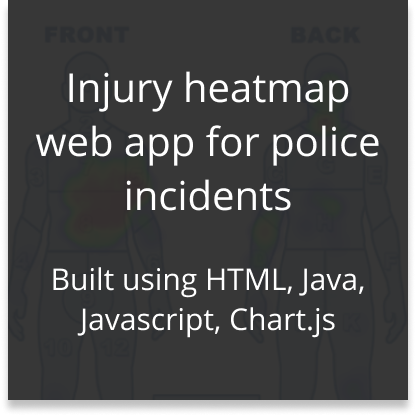 FRONT BACK
Injury heatmap
web app for police
incidents
Built using HTML, Java,
Javascript, Chart.js